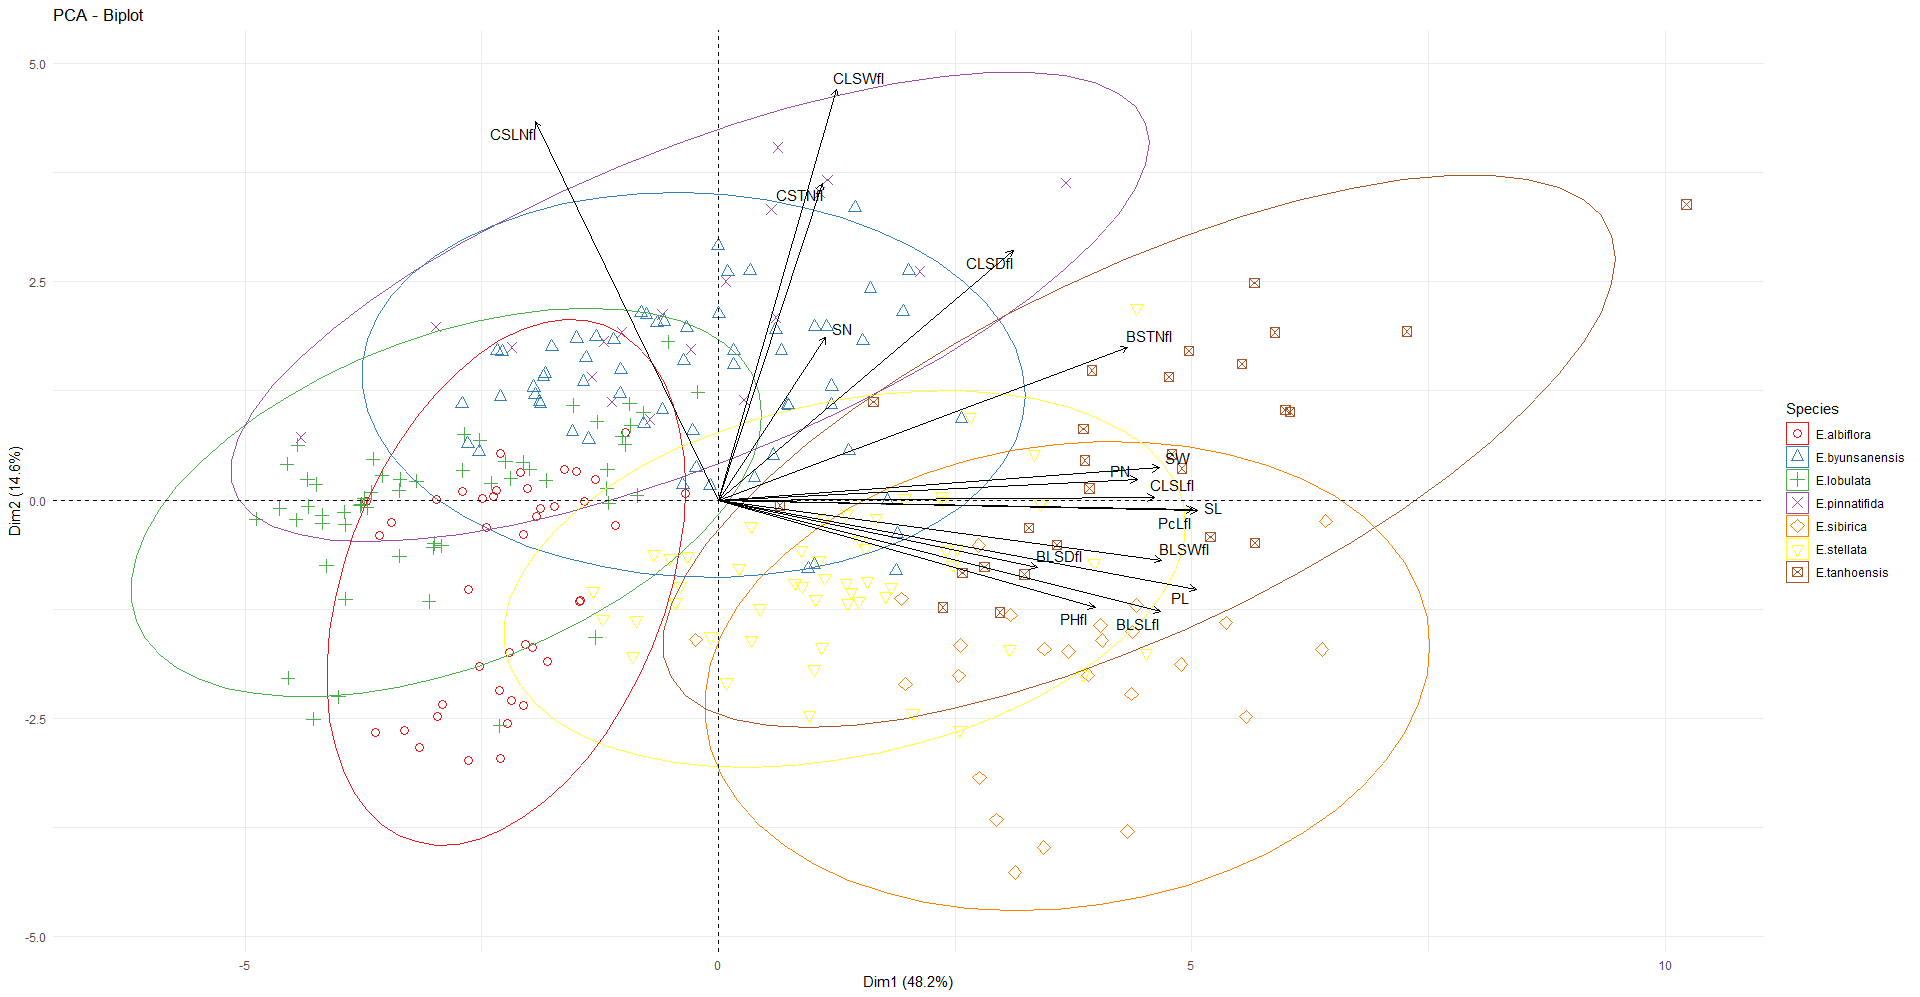 PCA - Biplot
5.0
2.5
0.0
-2.5
-5.0
Dim2 (14.6%)
-5
0
5
10
Dim1 (48.2%)
CLSWfl
CSLNfl
CSTNfl
CLSDfl
SN
BSTNfl
SW
PN
CLSLfl
SL
PcLfl
BLSWfl
BLSDfl
PL
PHfl
BLSLfl
Species
E.albiflora
E.byunsanensis
E.lobulata
E.pinnatifida
E.sibirica
E.stellata
E.tanhoensis